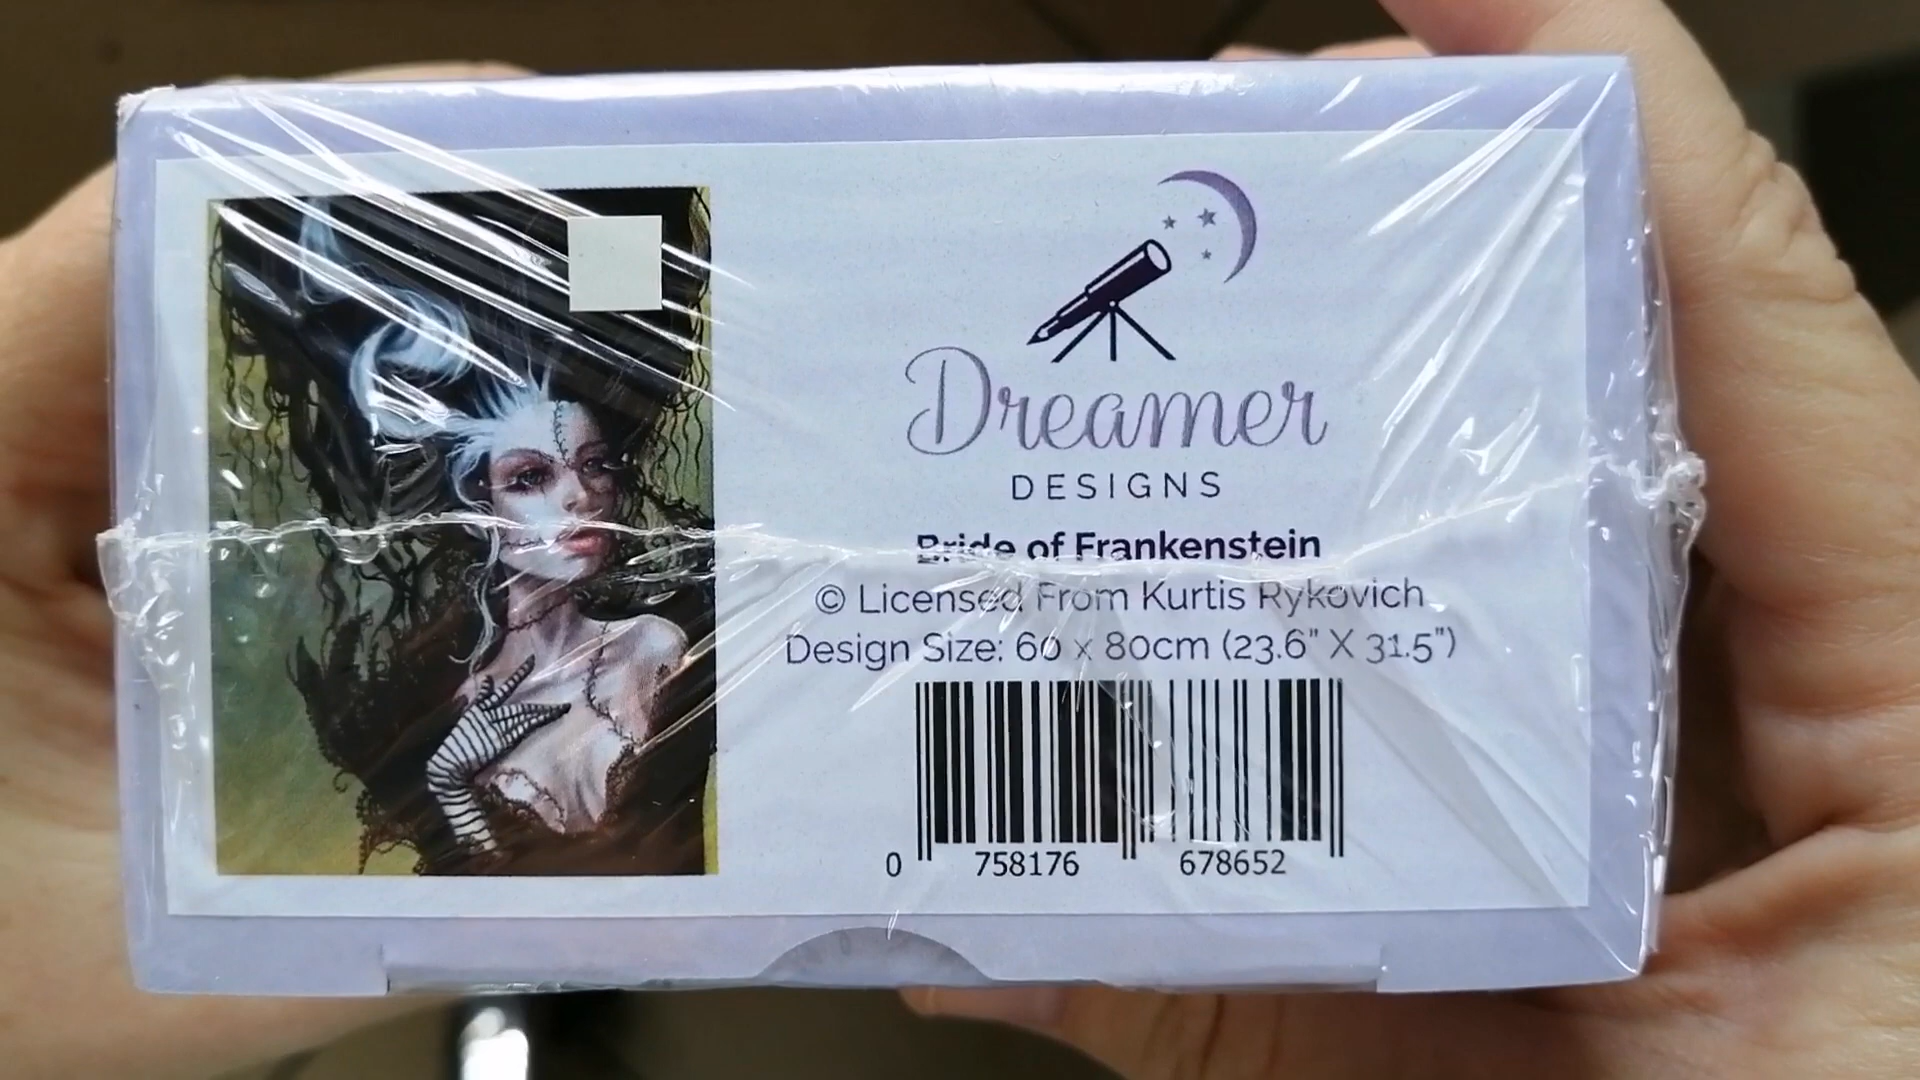 Dreamer
DESIGNS
Bride of Frankenstein
© Licensed From Kurtis Rykovich
Design Size: 60 x 80cm (23.6" X 31.5")
0 758176 678652